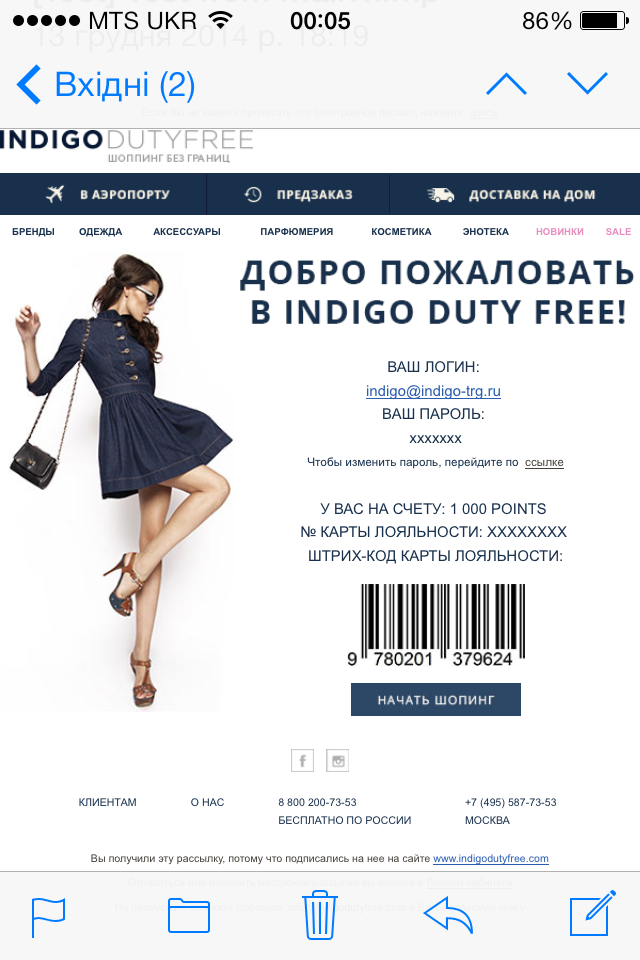 MTS UKR
00:05
86%
13 грудня 2014 р. 18:19
Вхідні (2)
INDIGO DUTYFREE
ШОППИНГ БЕЗ ГРАНИЦ
В АЭРОПОРТУ
ПРЕДЗАКАЗ
ДОСТАВКА НА ДОМ
БРЕНДЫ ОДЕЖДА АКСЕССУАРЫ ПАРФЮМЕРИЯ КОСМЕТИКА ЭНОТЕКА НОВИНКИ SALE
ДОБРО ПОЖАЛОВАТЬ
В INDIGO DUTY FREE!
ВАШ ЛОГИН:
indigo@indigo-trg.ru
ВАШ ПАРОЛЬ:
xxxxxxx
Чтобы изменить пароль, перейдите по ссылке
У ВАС НА СЧЕТУ: 1 000 POINTS
№ КАРТЫ ЛОЯЛЬНОСТИ: XXXXXXXX
ШТРИХ-КОД КАРТЫ ЛОЯЛЬНОСТИ:
9 780201 379624
НАЧАТЬ ШОПИНГ
КЛИЕНТАМ
О НАС
8 800 200-73-53
БЕСПЛАТНО ПО РОССИИ
+7 (495) 587-73-53
МОСКВА
Вы получили эту рассылку, потому что подписались на нее на сайте www.indigodutyfree.com